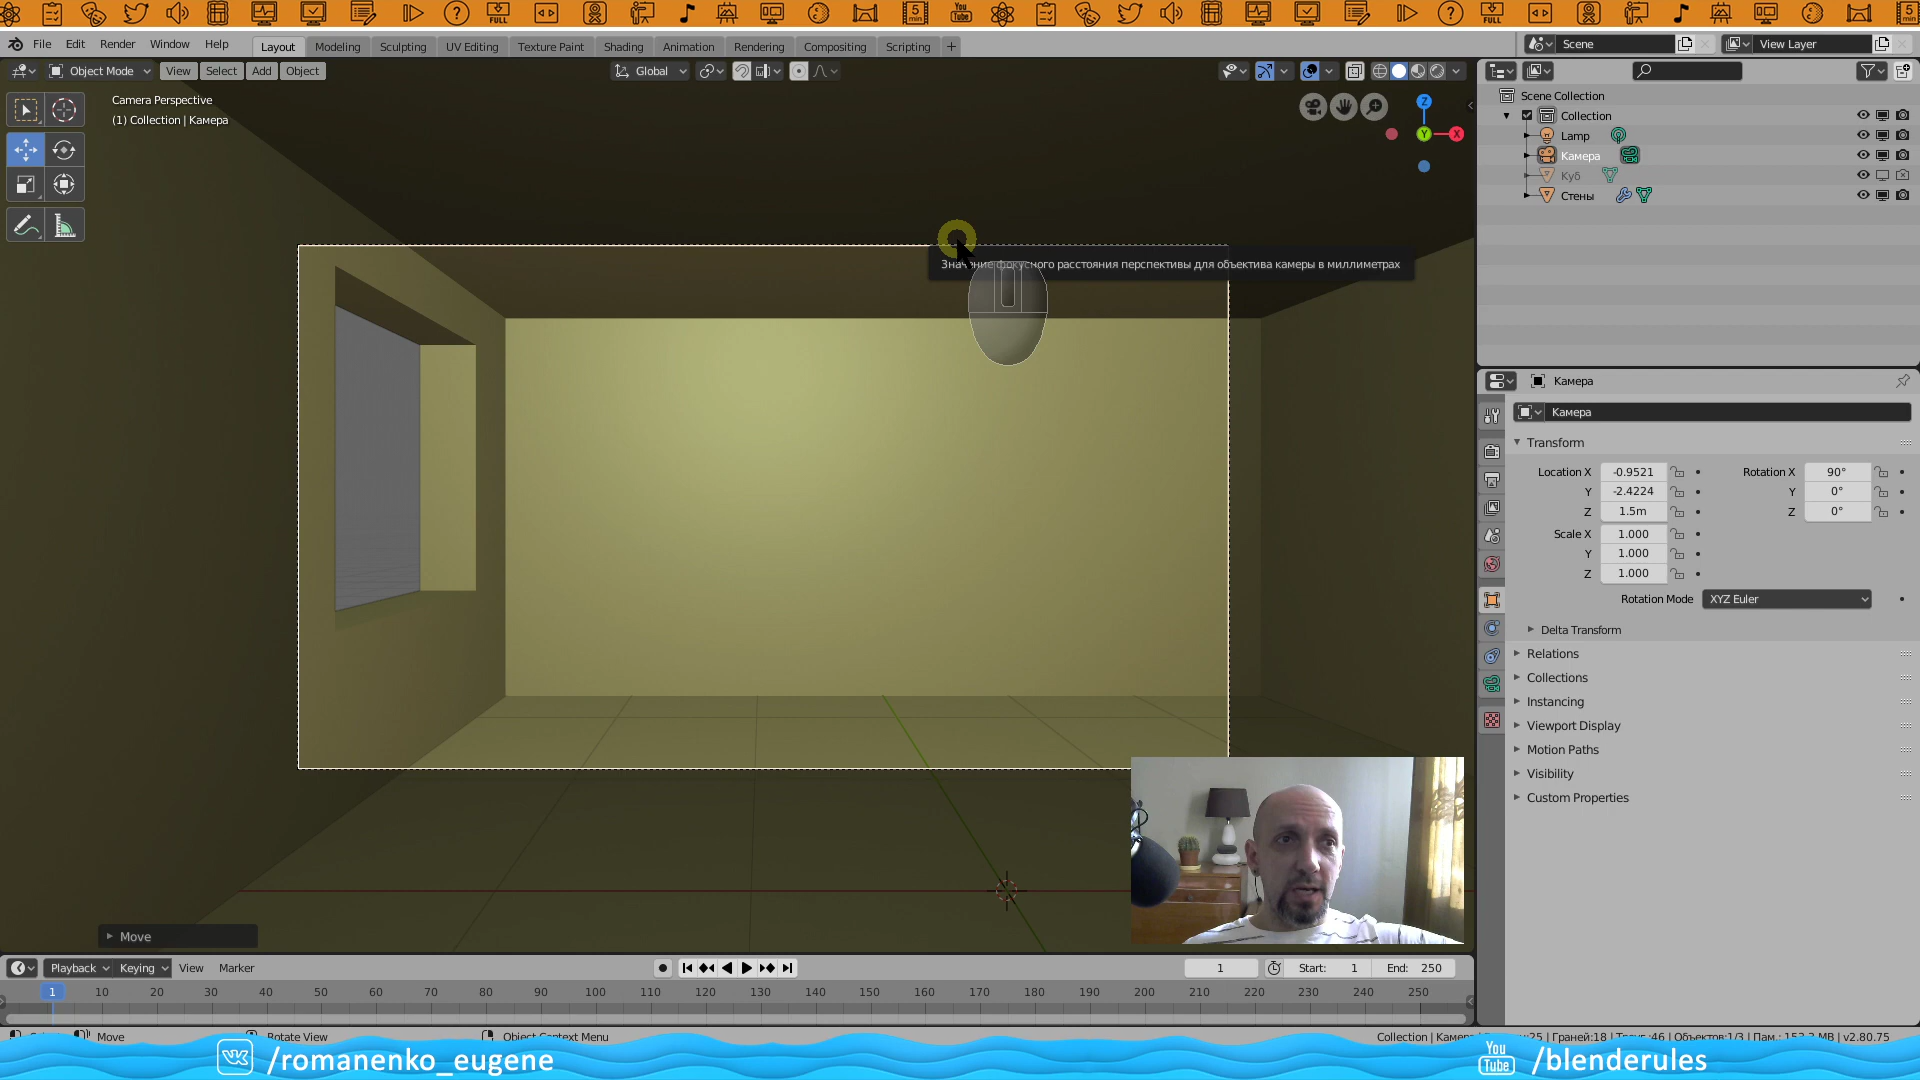 File Edit Render Window Help
Layout Modeling Sculpting UV Editing Texture Paint Shading Animation Rendering Compositing Scripting +
Scene
View Layer
Object Mode View Select Add Object
Global
Camera Perspective
(1) Collection | Камера
Значение фокусного расстояния перспективы для объектива камеры в миллиметрах
Z
Y
X
Scene Collection
Collection
Lamp
Камера
Куб
Стены
Камера
Камера
Transform
Location X -0.9521 Rotation X 90°
Y -2.4224 Y 0°
Z 1.5m Z 0°
Scale X 1.000
Y 1.000
Z 1.000
Rotation Mode XYZ Euler
Delta Transform
Relations
Collections
Instancing
Viewport Display
Motion Paths
Visibility
Custom Properties
Move
Playback Keying View Marker
1 Start: 1 End: 250
1 10 20 30 40 50 60 70 80 90 100 110 120 130 140 150 160 170 180 190 200 210 220 230 240 250
Move Rotate View Object Context Menu
/romanenko_eugene
You Tube /blenderules